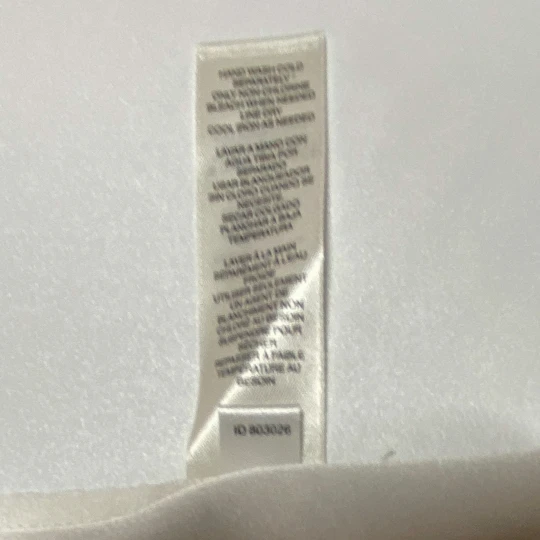 HAND WASH COLD
SEPARATELY
ONLY NON-CHLORINE
BLEACH WHEN NEEDED
LINE DRY
COOL IRON AS NEEDED
LAVAR A MANO CON
AGUA TIBIA POR
SEPARADO
USAR BLANQUEADOR
SIN CLORO CUANDO SE
NECESITE
SECAR COLGADO
PLANCHAR A BAJA
TEMPERATURA
LAVER À LA MAIN
SÉPARÉMENT À L'EAU
FROIDE
UTILISER SEULEMENT
UN AGENT DE
BLANCHIMENT NON
CHLORÉ AU BESOIN
SUSPENDRE POUR
SÉCHER
REPASSER À FAIBLE
TEMPÉRATURE AU
BESOIN
ID 803026